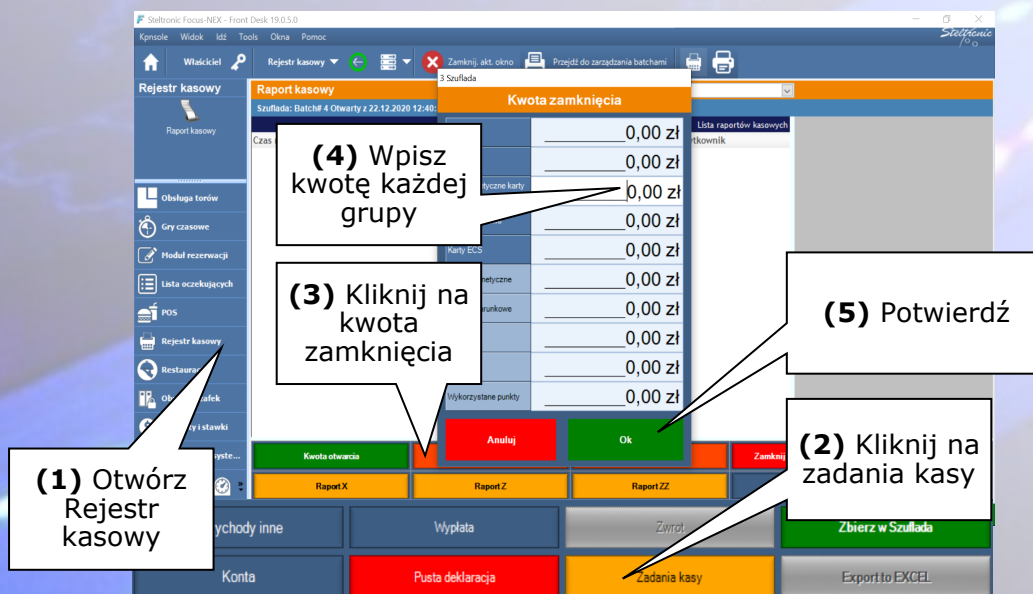 Steltronic Focus-NEX - Front Desk 19.0.5.0
Kpnsole Widok Idź Tools Okna Pomoc
Steltronic
Właściciel Rejestr kasowy Zamknij. akt. okno Przejdź do zarządzania batchami
Rejestr kasowy
Raport kasowy
Raport kasowy
Szuflada: Batch# 4 Otwarty z 22.12.2020 12:40:
Lista raportów kasowych
Czas
3 Szuflada
Kwota zamknięcia
0,00 zł
0,00 zł
0,00 zł
0,00 zł
Karty ECS
0,00 zł
0,00 zł
0,00 zł
0,00 zł
0,00 zł
Wykorzystane punkty
0,00 zł
Anuluj
Ok
Obsługa torów
Gry czasowe
Moduł rezerwacji
Lista oczekujących
POS
Rejestr kasowy
i stawki
(4) Wpisz
kwotę każdej
grupy
(3) Kliknij na
kwota
zamknięcia
(5) Potwierdź
(2) Kliknij na
zadania kasy
(1) Otwórz
Rejestr
kasowy
Kwota otwarcia
Raport X
Raport Z
Raport ZZ
inne
Wypłata
Zwrot
Zbierz w Szuflada
Konta
Pusta deklaracja
Zadania kasy
Export to EXCEL